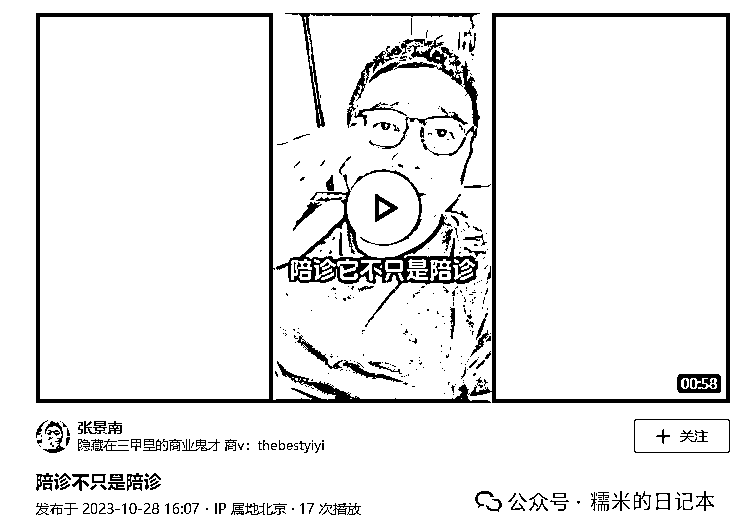 陪诊它不只是陪诊
00:58
张景南
隐藏在三甲里的商业鬼才 商v：thebestyiyi
+ 关注
陪诊不只是陪诊
发布于 2023-10-28 16:07 · IP 属地北京 · 17 次播放
公众号 · 糯米的日记本